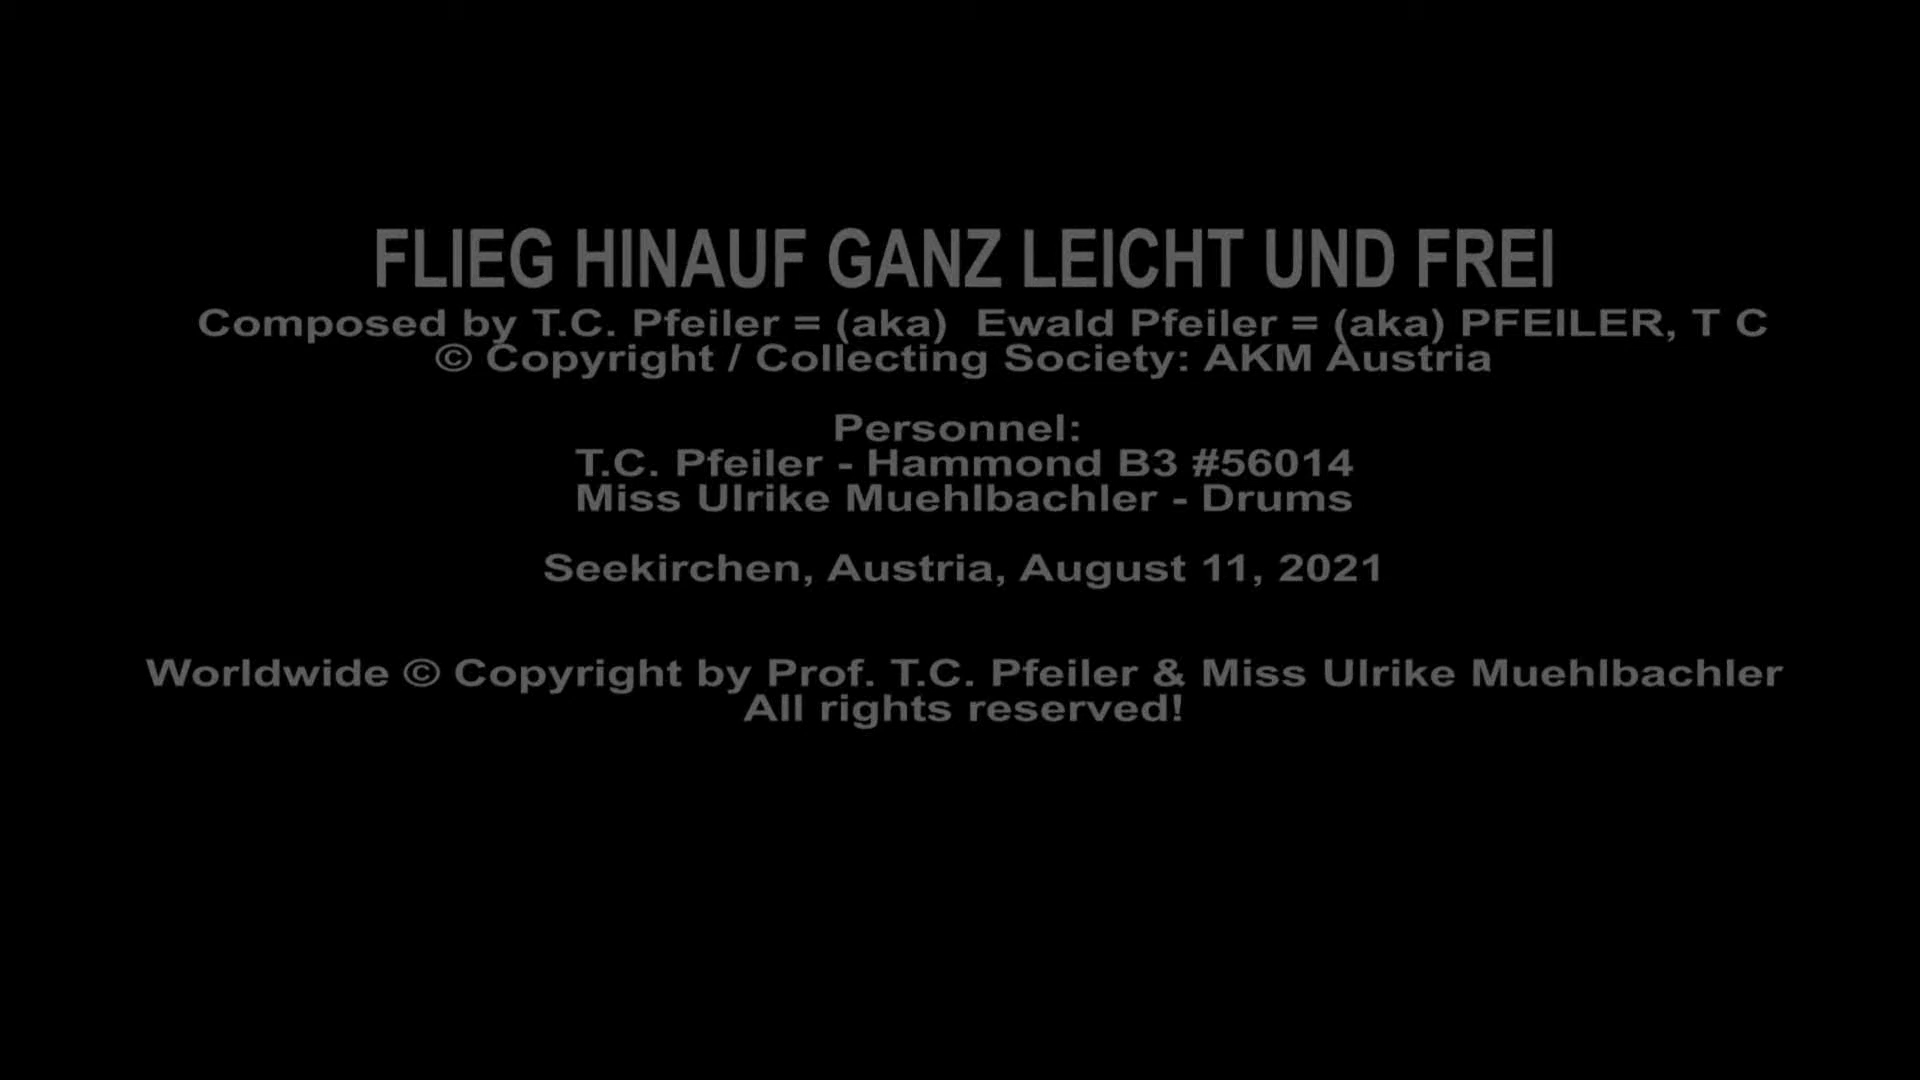 FLIEG HINAUF GANZ LEICHT UND FREI
Composed by T.C. Pfeiler = (aka)  Ewald Pfeiler = (aka) PFEILER, T C
© Copyright / Collecting Society: AKM Austria
Personnel:
T.C. Pfeiler - Hammond B3 #56014
Miss Ulrike Muehlbachler - Drums
Seekirchen, Austria, August 11, 2021
Worldwide © Copyright by Prof. T.C. Pfeiler & Miss Ulrike Muehlbachler
All rights reserved!